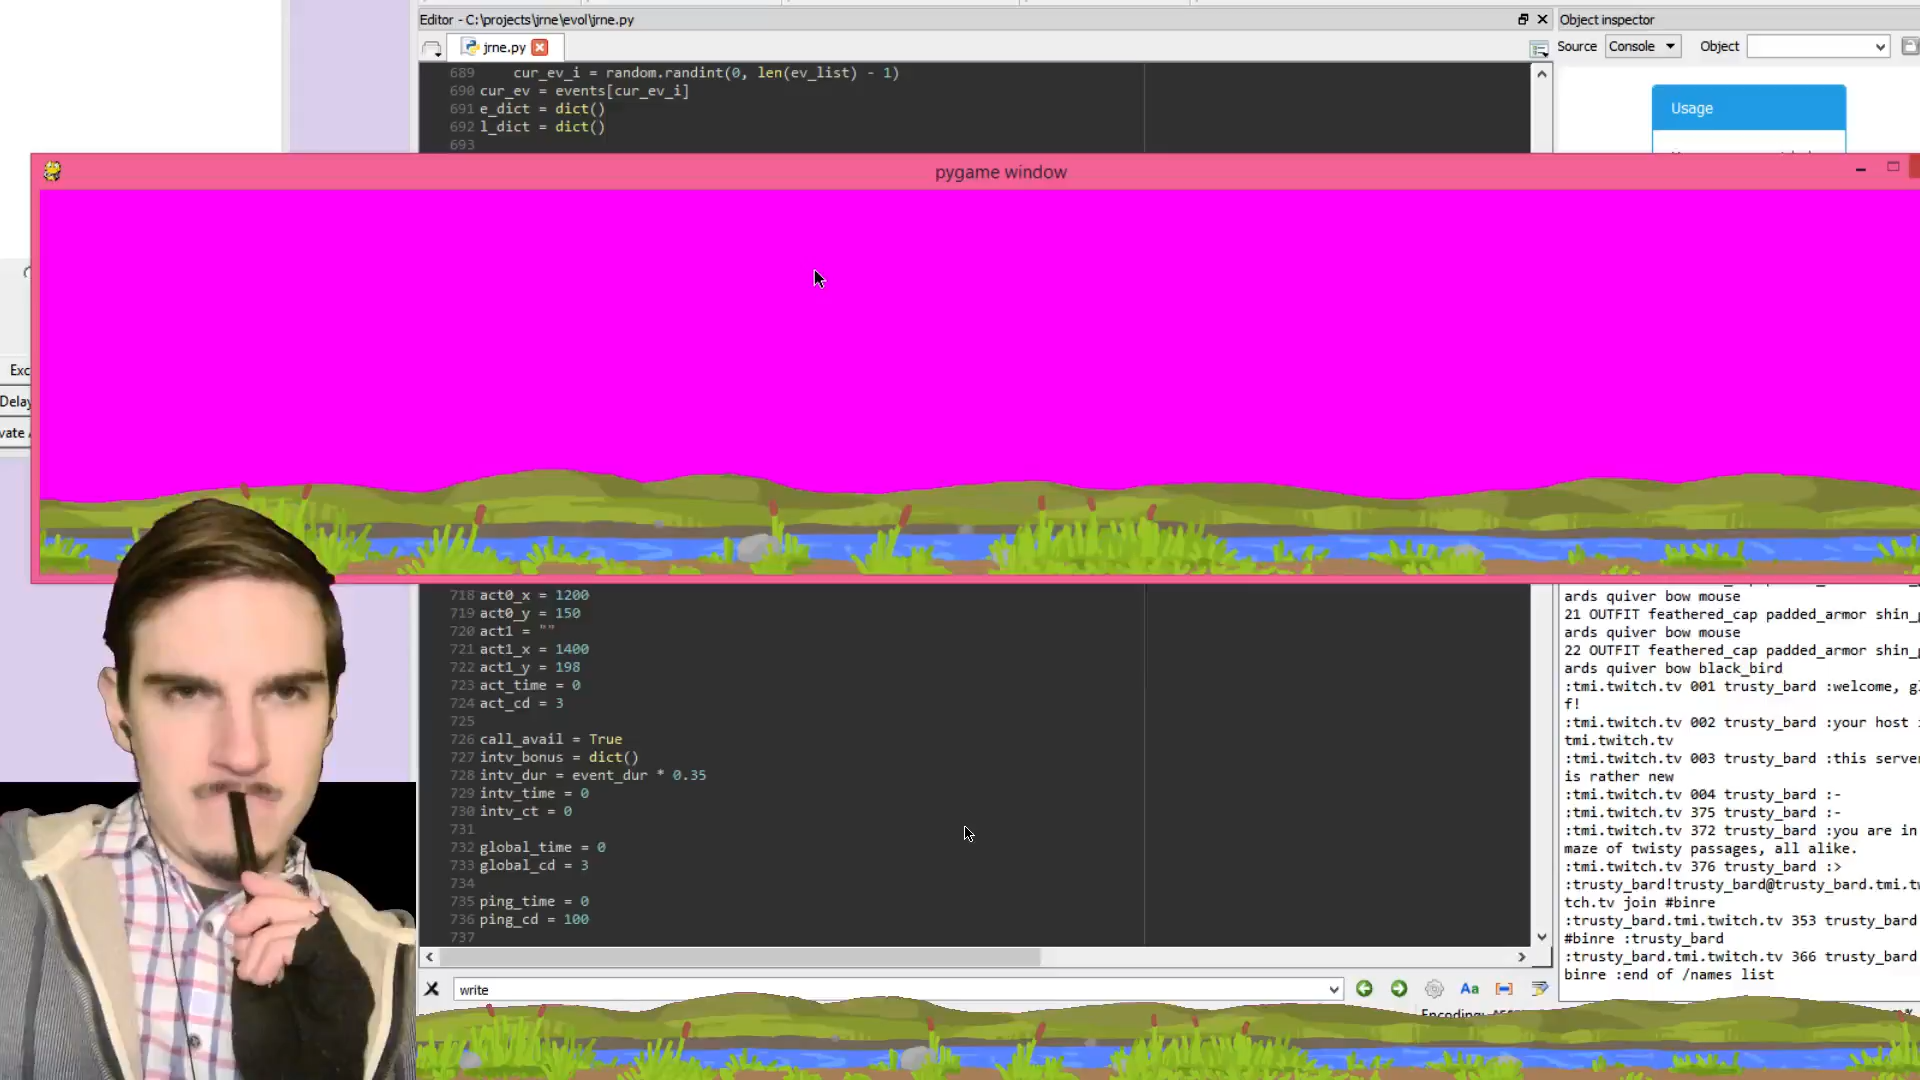 Editor - C:\projects\jrne\evol\jrne.py
Object inspector
jrne.py
Source
Console
Object
689 cur_ev_i = random.randint(0, len(ev_list) - 1)
690 cur_ev = events[cur_ev_i]
691 e_dict = dict()
692 l_dict = dict()
693
Usage
pygame window
Exc
Delay
vate
718 act0_x = 1200
719 act0_y = 150
720 act1 = ""
721 act1_x = 1400
722 act1_y = 198
723 act_time = 0
724 act_cd = 3
725
726 call_avail = True
727 intv_bonus = dict()
728 intv_dur = event_dur * 0.35
729 intv_time = 0
730 intv_ct = 0
731
732 global_time = 0
733 global_cd = 3
734
735 ping_time = 0
736 ping_cd = 100
737
ards quiver bow mouse
21 OUTFIT feathered_cap padded_armor shin_
ards quiver bow mouse
22 OUTFIT feathered_cap padded_armor shin_
ards quiver bow black_bird
:tmi.twitch.tv 001 trusty_bard :welcome, gl
f!
:tmi.twitch.tv 002 trusty_bard :your host i
tmi.twitch.tv
:tmi.twitch.tv 003 trusty_bard :this serve
is rather new
:tmi.twitch.tv 004 trusty_bard :-
:tmi.twitch.tv 375 trusty_bard :-
:tmi.twitch.tv 372 trusty_bard :you are in
maze of twisty passages, all alike.
:tmi.twitch.tv 376 trusty_bard :>
:trusty_bard!trusty_bard@trusty_bard.tmi.tw
tch.tv join #binre
:trusty_bard.tmi.twitch.tv 353 trusty_bard
#binre :trusty_bard
:trusty_bard.tmi.twitch.tv 366 trusty_bard
binre :end of /names list
write
Aa
Encoding: